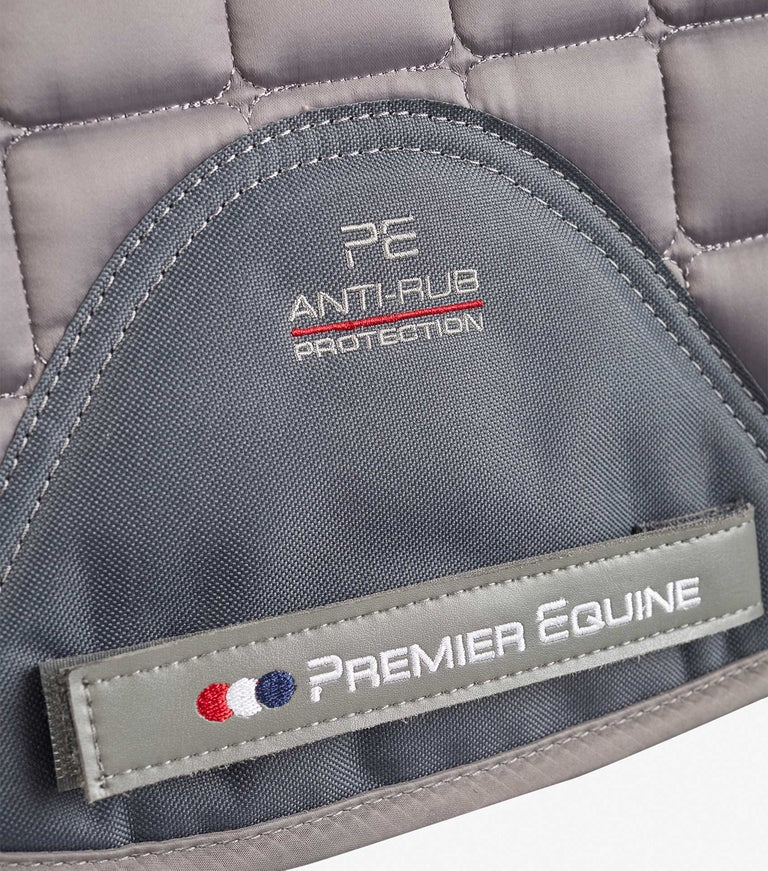 PE
ANTI-RUB
PROTECTION
PREMIER EQUINE